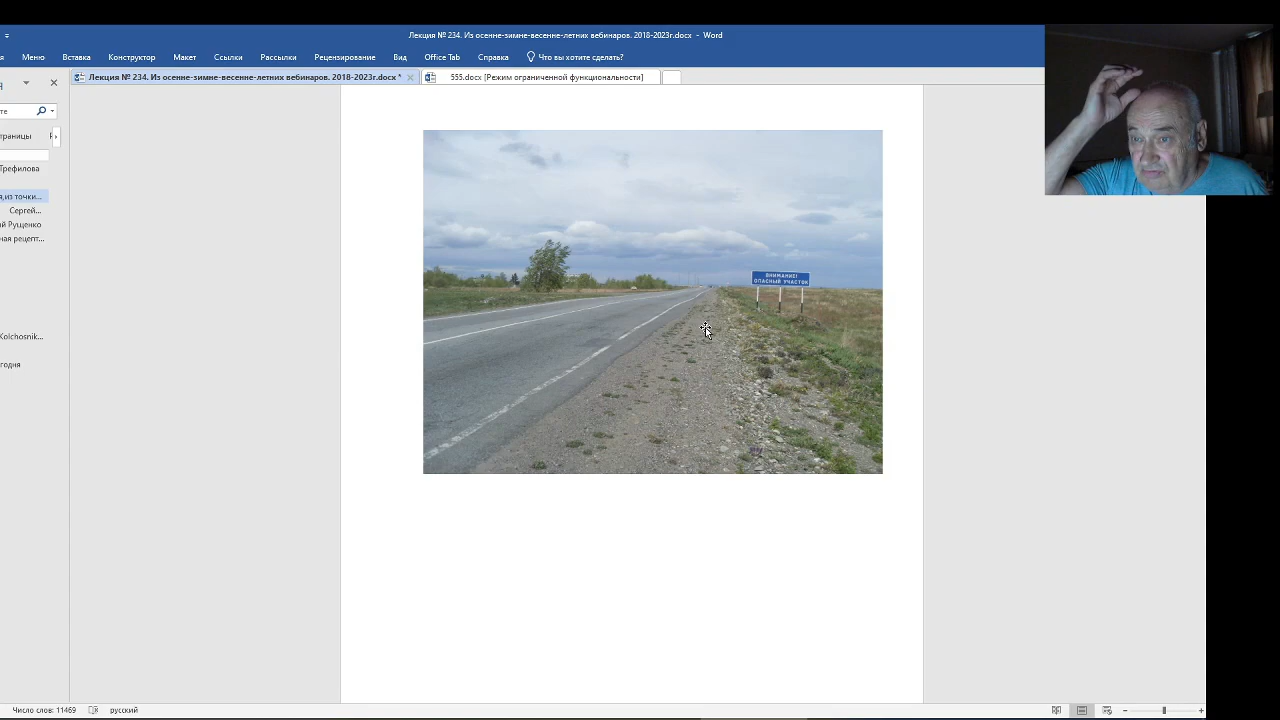 Лекция № 234. Из осенне-зимне-весенне-летних вебинаров. 2018-2023г.docx - Word
Меню Вставка Конструктор Макет Ссылки Рассылки Рецензирование Вид Office Tab Справка Что вы хотите сделать?
Лекция № 234. Из осенне-зимне-весенне-летних вебинаров. 2018-2023г.docx *
555.docx [Режим ограниченной функциональности]
траницы
Трефилова
я,из точки...
Сергей...
й Рущенко
ная рецепт...
ВНИМАНИЕ!
ОПАСНЫЙ УЧАСТОК
Kolchosnik...
годня
Число слов: 11469 русский